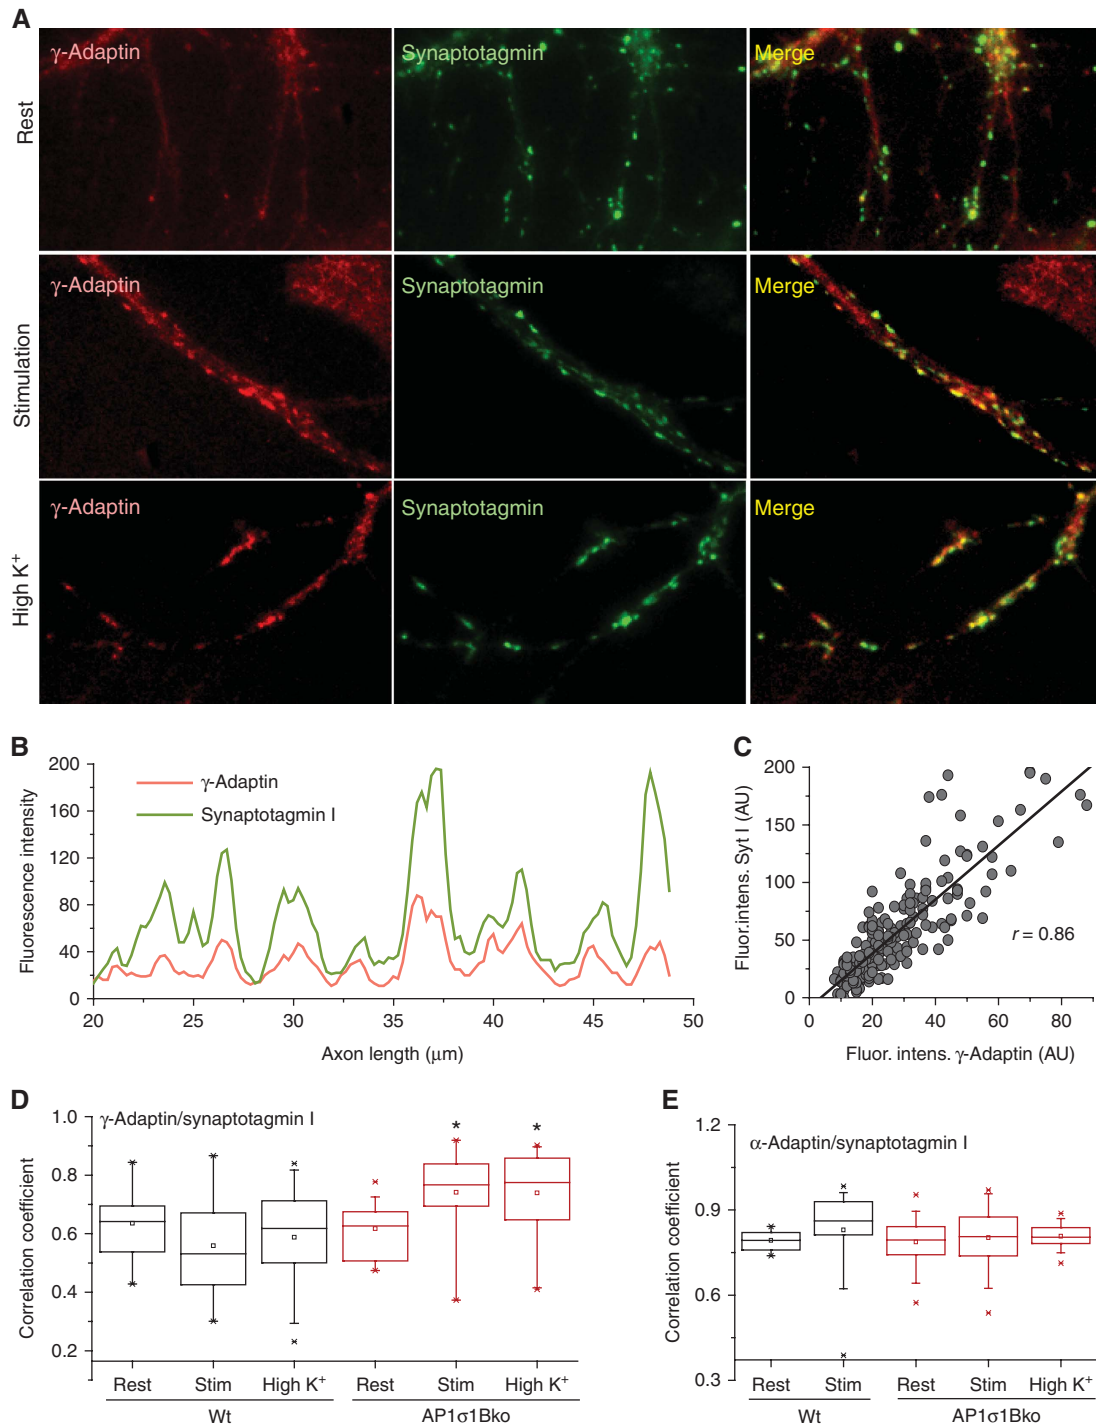 A
γ-Adaptin Synaptotagmin Merge
Rest
γ-Adaptin Synaptotagmin Merge
Stimulation
γ-Adaptin Synaptotagmin Merge
High K⁺
B
γ-Adaptin
Synaptotagmin I
Fluorescence intensity
200
160
120
80
40
0
20 25 30 35 40 45 50
Axon length (μm)
C
Fluor.intens. Syt I (AU)
200
150
100
50
0
r = 0.86
0 20 40 60 80
Fluor. intens. γ-Adaptin (AU)
D
γ-Adaptin/synaptotagmin I
Correlation coefficient
1.0
0.8
0.6
0.4
0.2
* *
Rest Stim High K⁺ Rest Stim High K⁺
Wt AP1σ1Bko
E
α-Adaptin/synaptotagmin I
Correlation coefficient
1.2
0.9
0.6
0.3
Rest Stim Rest Stim High K⁺
Wt AP1σ1Bko